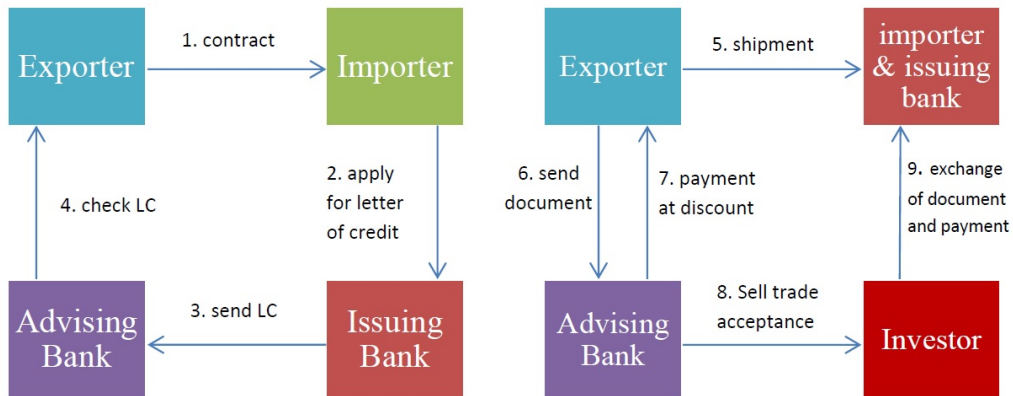 Exporter
1. contract
Importer
2. apply
for letter
of credit
4. check LC
Advising
Bank
3. send LC
Issuing
Bank
Exporter
5. shipment
importer
& issuing
bank
6. send
document
7. payment
at discount
9. exchange
of document
and payment
Advising
Bank
8. Sell trade
acceptance
Investor